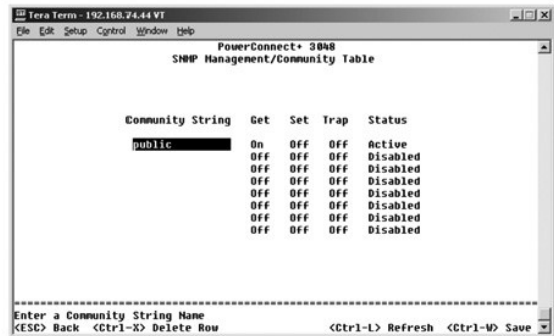 Tera Term - 192.168.74.44 VT
File Edit Setup Control Window Help
PowerConnect+ 3048
SNMP Management/Community Table
Community String Get Set Trap Status
public On Off Off Active
Off Off Off Disabled
Off Off Off Disabled
Off Off Off Disabled
Off Off Off Disabled
Off Off Off Disabled
Off Off Off Disabled
Off Off Off Disabled
Enter a Community String Name
<ESC> Back <Ctrl-X> Delete Row <Ctrl-L> Refresh <Ctrl-W> Save